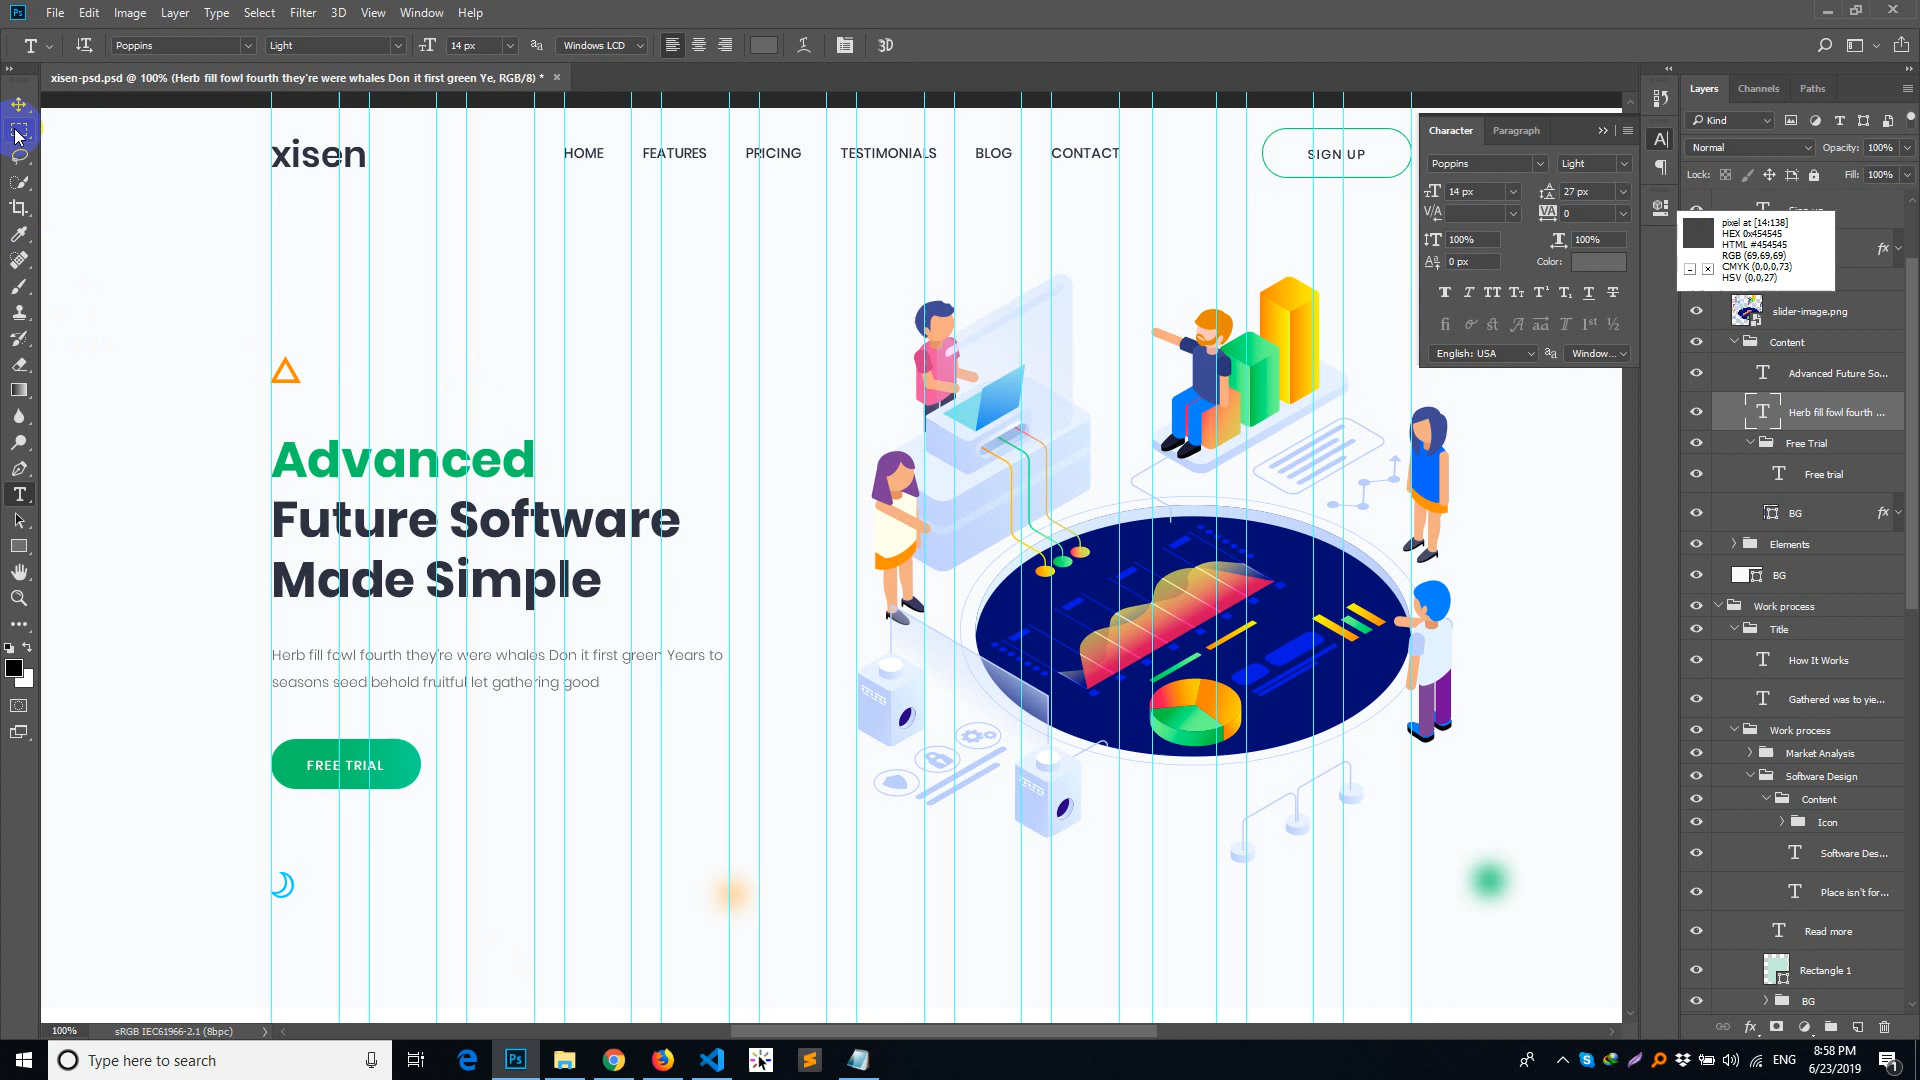 Ps File Edit Image Layer Type Select Filter 3D View Window Help
Poppins Light 14 px Windows LCD 3D
xisen-psd.psd @ 100% (Herb fill fowl fourth they're were whales Don it first green Ye, RGB/8) *
xisen
HOME FEATURES PRICING TESTIMONIALS BLOG CONTACT
SIGN UP
Advanced
Future Software
Made Simple
Herb fill fowl fourth they're were whales Don it first green Years to
seasons seed behold fruitful let gathering good
FREE TRIAL
Character Paragraph
Poppins Light
14 px 27 px
0
100% 100%
0 px Color:
English: USA Window...
Layers Channels Paths
Kind
Normal Opacity: 100%
Lock: Fill: 100%
pixel at [14:138]
HEX 0x454545
HTML #454545
RGB (69,69,69)
CMYK (0,0,0,73)
HSV (0,0,27)
slider-image.png
Content
Advanced Future So...
Herb fill fowl fourth ...
Free Trial
Free trial
BG fx
Elements
BG
Work process
Title
How It Works
Gathered was to yie...
Work process
Market Analysis
Software Design
Content
Icon
Software Des...
Place isn't for...
Read more
Rectangle 1
BG
100% sRGB IEC61966-2.1 (8bpc)
Type here to search
ENG
8:58 PM
6/23/2019